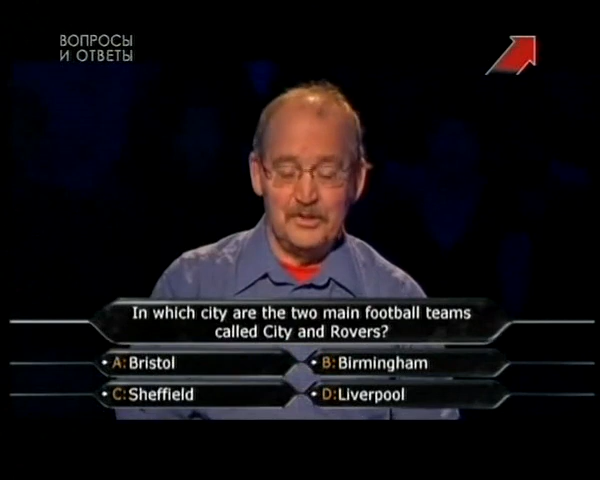 ВОПРОСЫ
И ОТВЕТЫ
In which city are the two main football teams
called City and Rovers?
A: Bristol
B: Birmingham
C: Sheffield
D: Liverpool